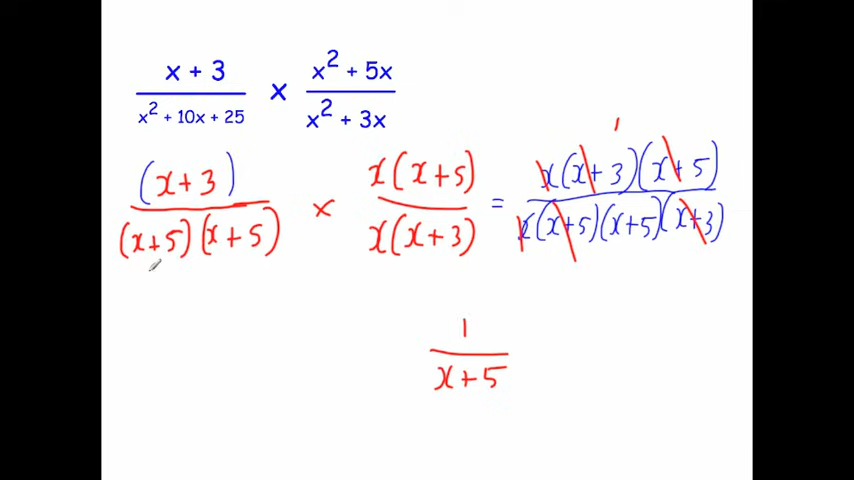 x + 3 / x² + 10x + 25 × x² + 5x / x² + 3x
(x+3) / (x+5)(x+5) × x(x+5) / x(x+3) = x(x+3)(x+5) / x(x+5)(x+5)(x+3)
1
1 / x+5